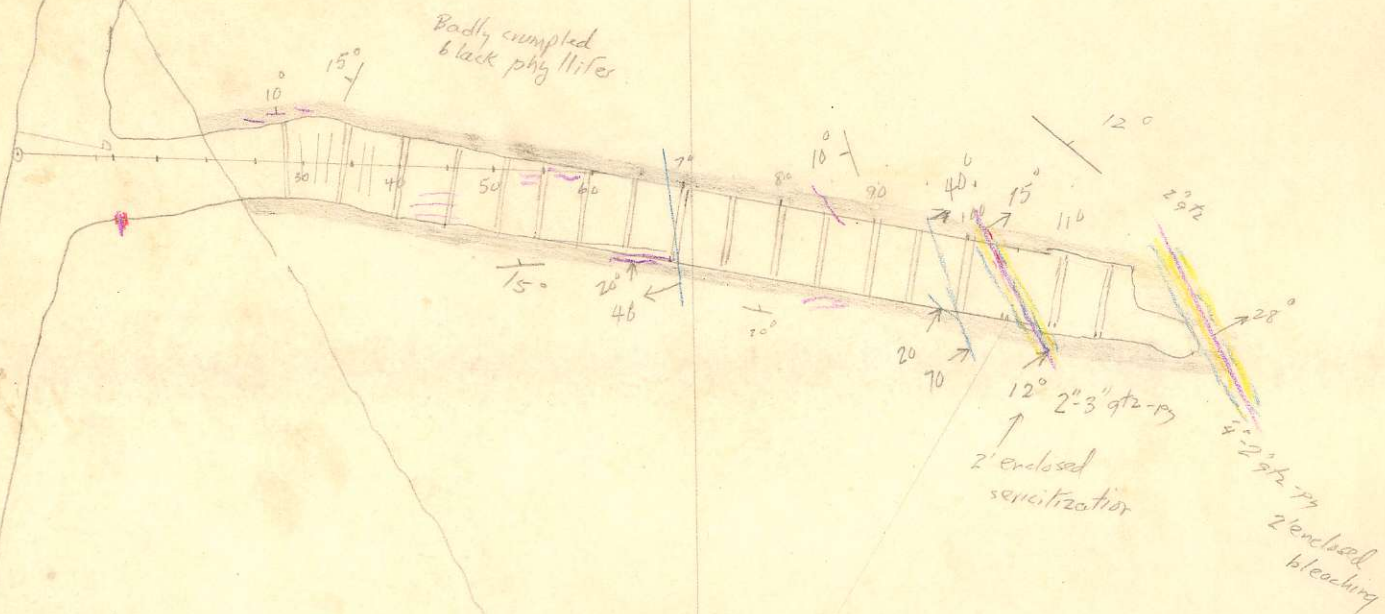 Badly crumpled
black phyllites
15°
10°
12°
10°
30
40
50
60
70
80
90
100
110
40°
15°
2" qtz
15°
20°
40
20°
20
70
28°
12° 2"-3" qtz-py
2' enclosed
sericitization
4"-2" qtz-py
2' enclosed
bleaching